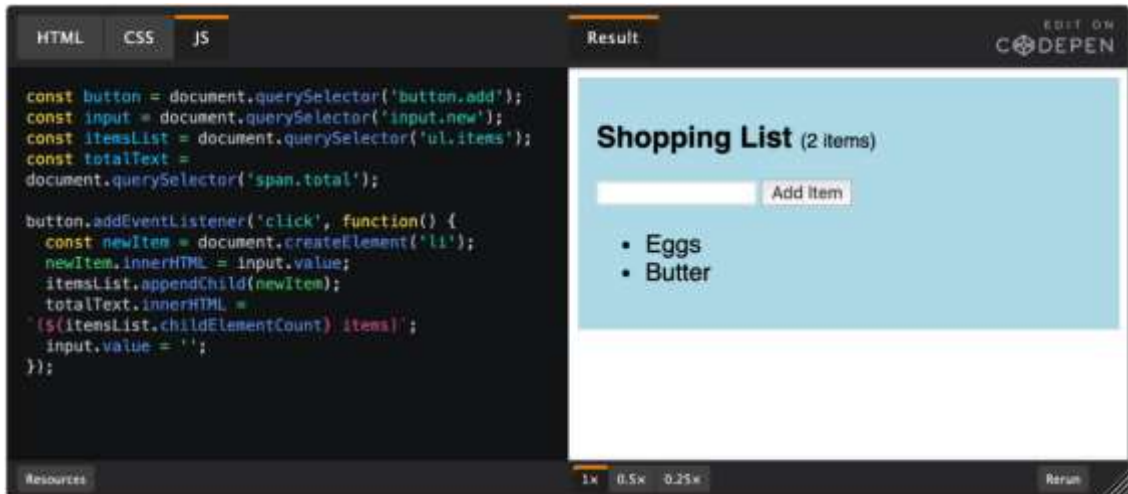 HTML CSS JS
Result
EDIT ON
CODEPEN
const button = document.querySelector('button.add');
const input = document.querySelector('input.new');
const itemsList = document.querySelector('ul.items');
const totalText =
document.querySelector('span.total');
button.addEventListener('click', function() {
const newItem = document.createElement('li');
newItem.innerHTML = input.value;
itemsList.appendChild(newItem);
totalText.innerHTML =
`(${itemsList.childElementCount} items)`;
input.value = '';
});
Shopping List (2 items)
Add Item
• Eggs
• Butter
Resources
1× 0.5× 0.25×
Rerun